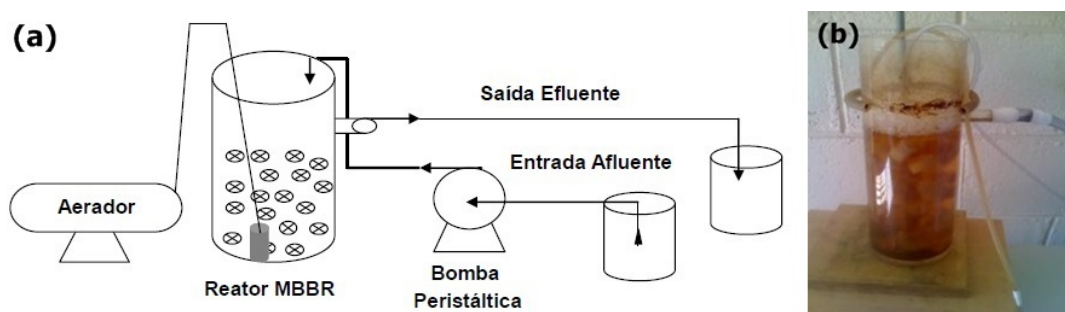 (a)
(b)
Saída Efluente
Entrada Afluente
Aerador
Reator MBBR
Bomba
Peristáltica